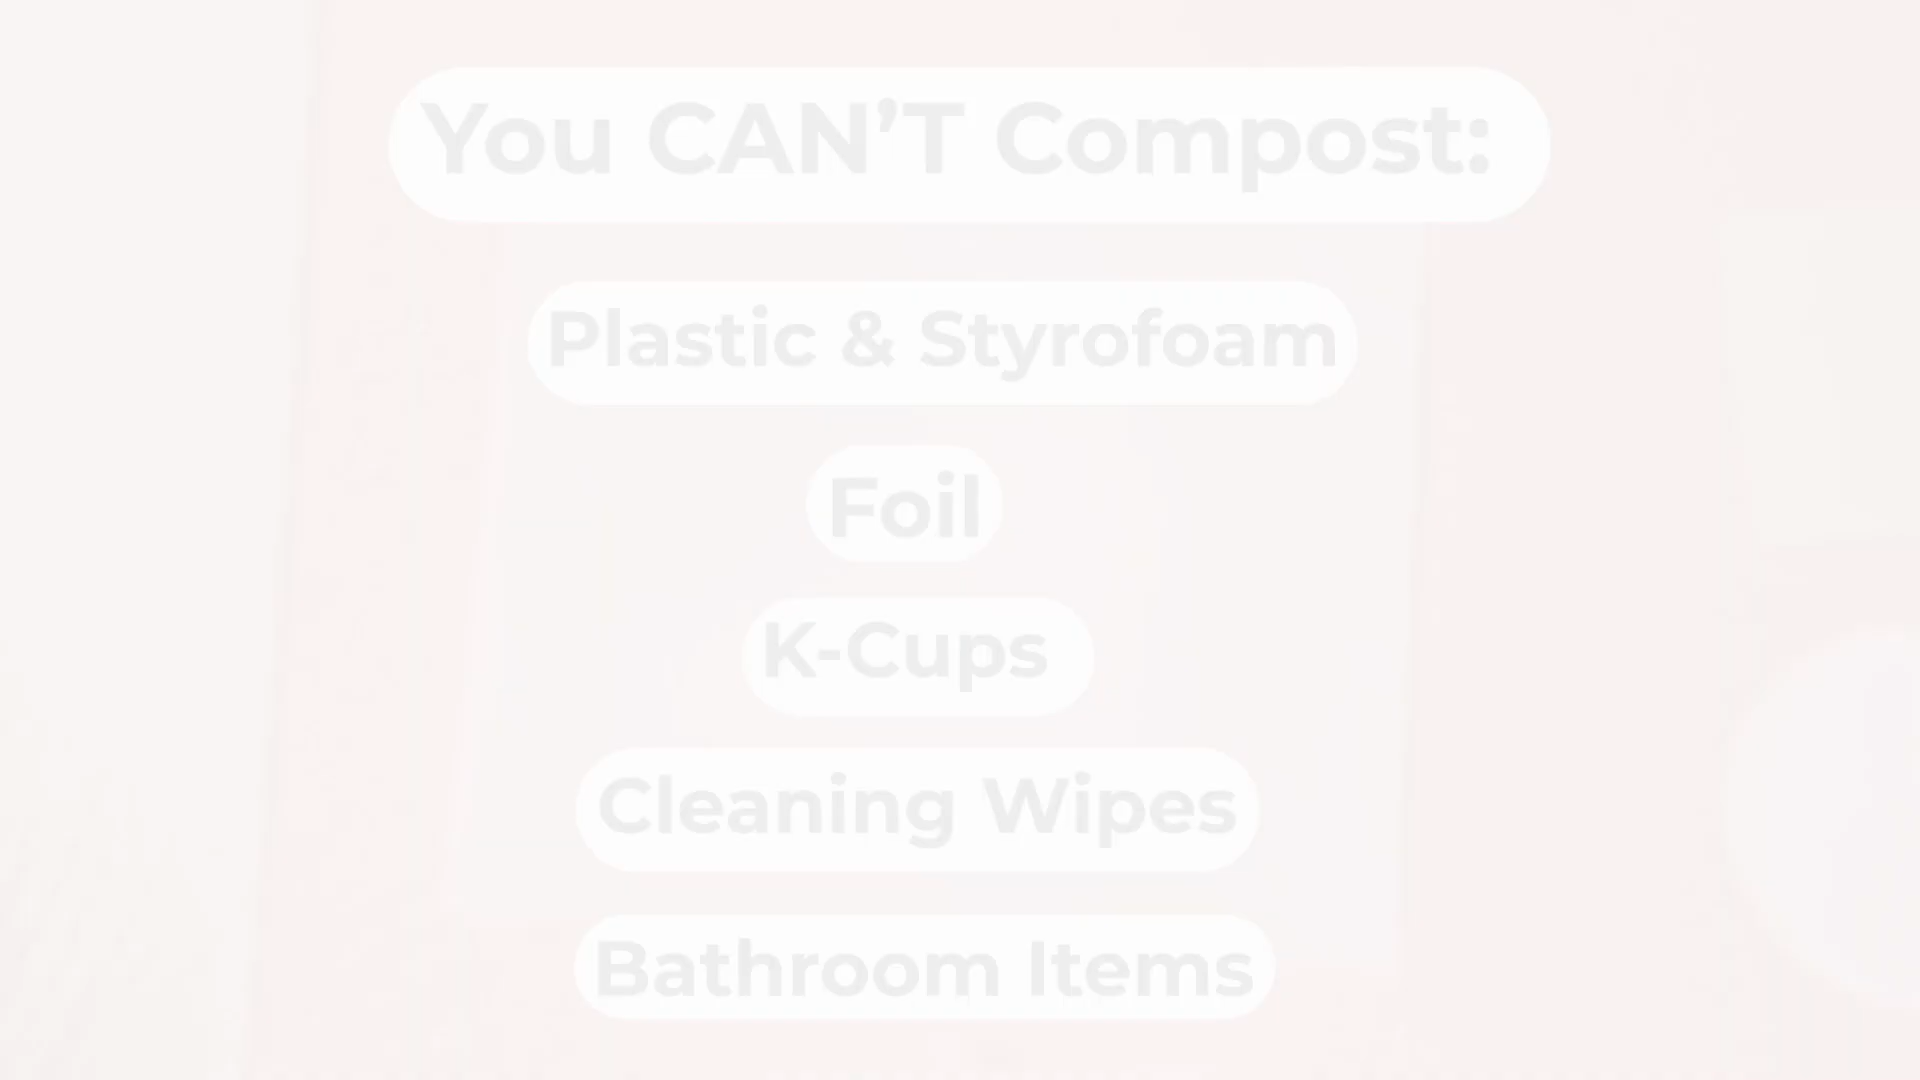 You CAN’T Compost:
Plastic & Styrofoam
Foil
K-Cups
Cleaning Wipes
Bathroom Items